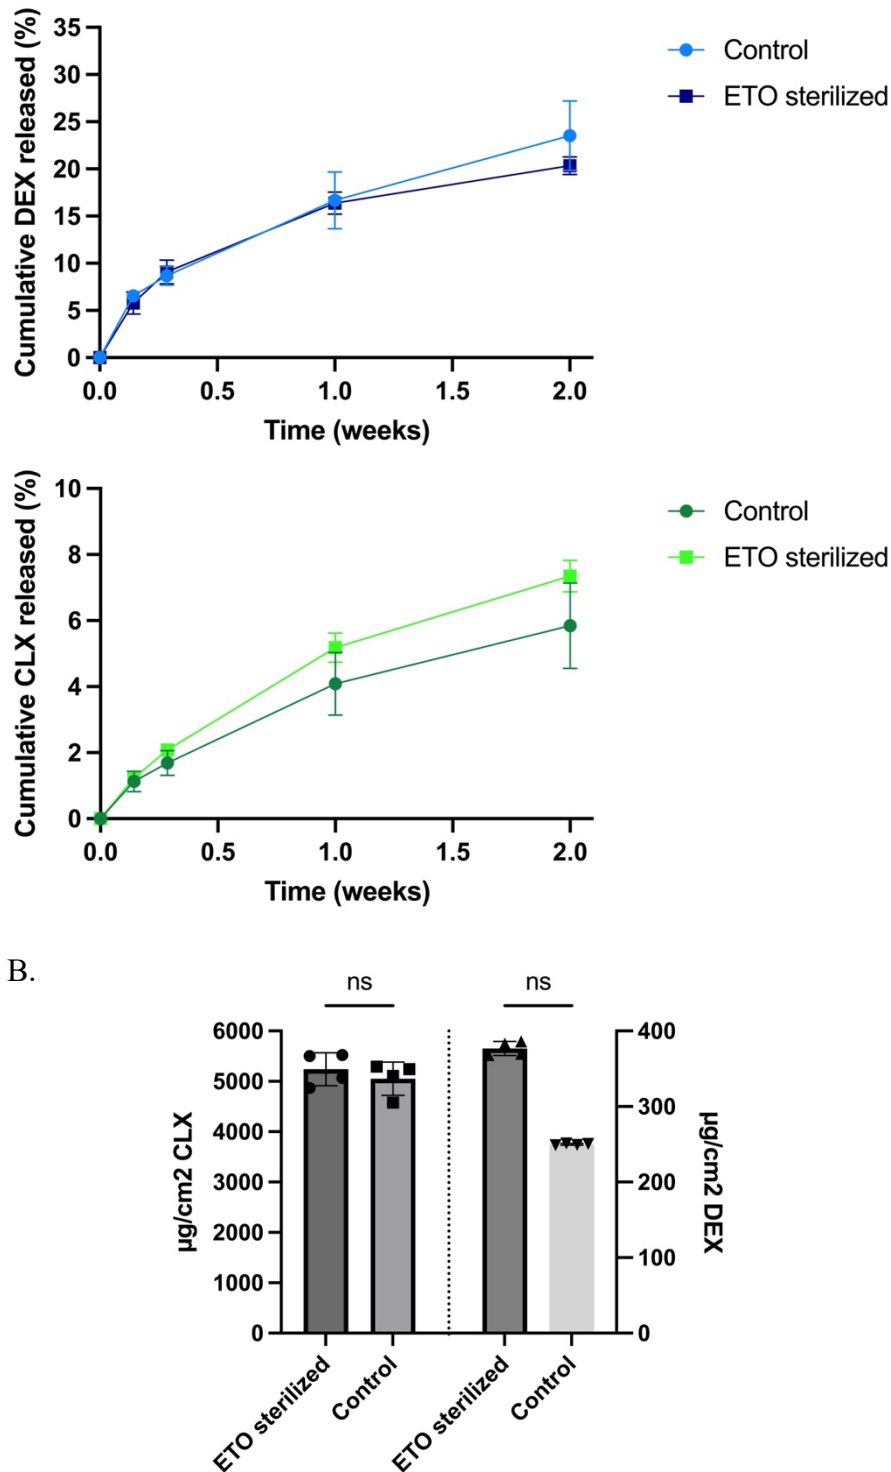 Cumulative DEX released (%)
35
30
25
20
15
10
5
0
0.0 0.5 1.0 1.5 2.0
Time (weeks)
Control
ETO sterilized
Cumulative CLX released (%)
10
8
6
4
2
0
0.0 0.5 1.0 1.5 2.0
Time (weeks)
Control
ETO sterilized
B.
ns ns
µg/cm2 CLX
6000
5000
4000
3000
2000
1000
0
400
300
200
100
0
µg/cm2 DEX
ETO sterilized
Control
ETO sterilized
Control